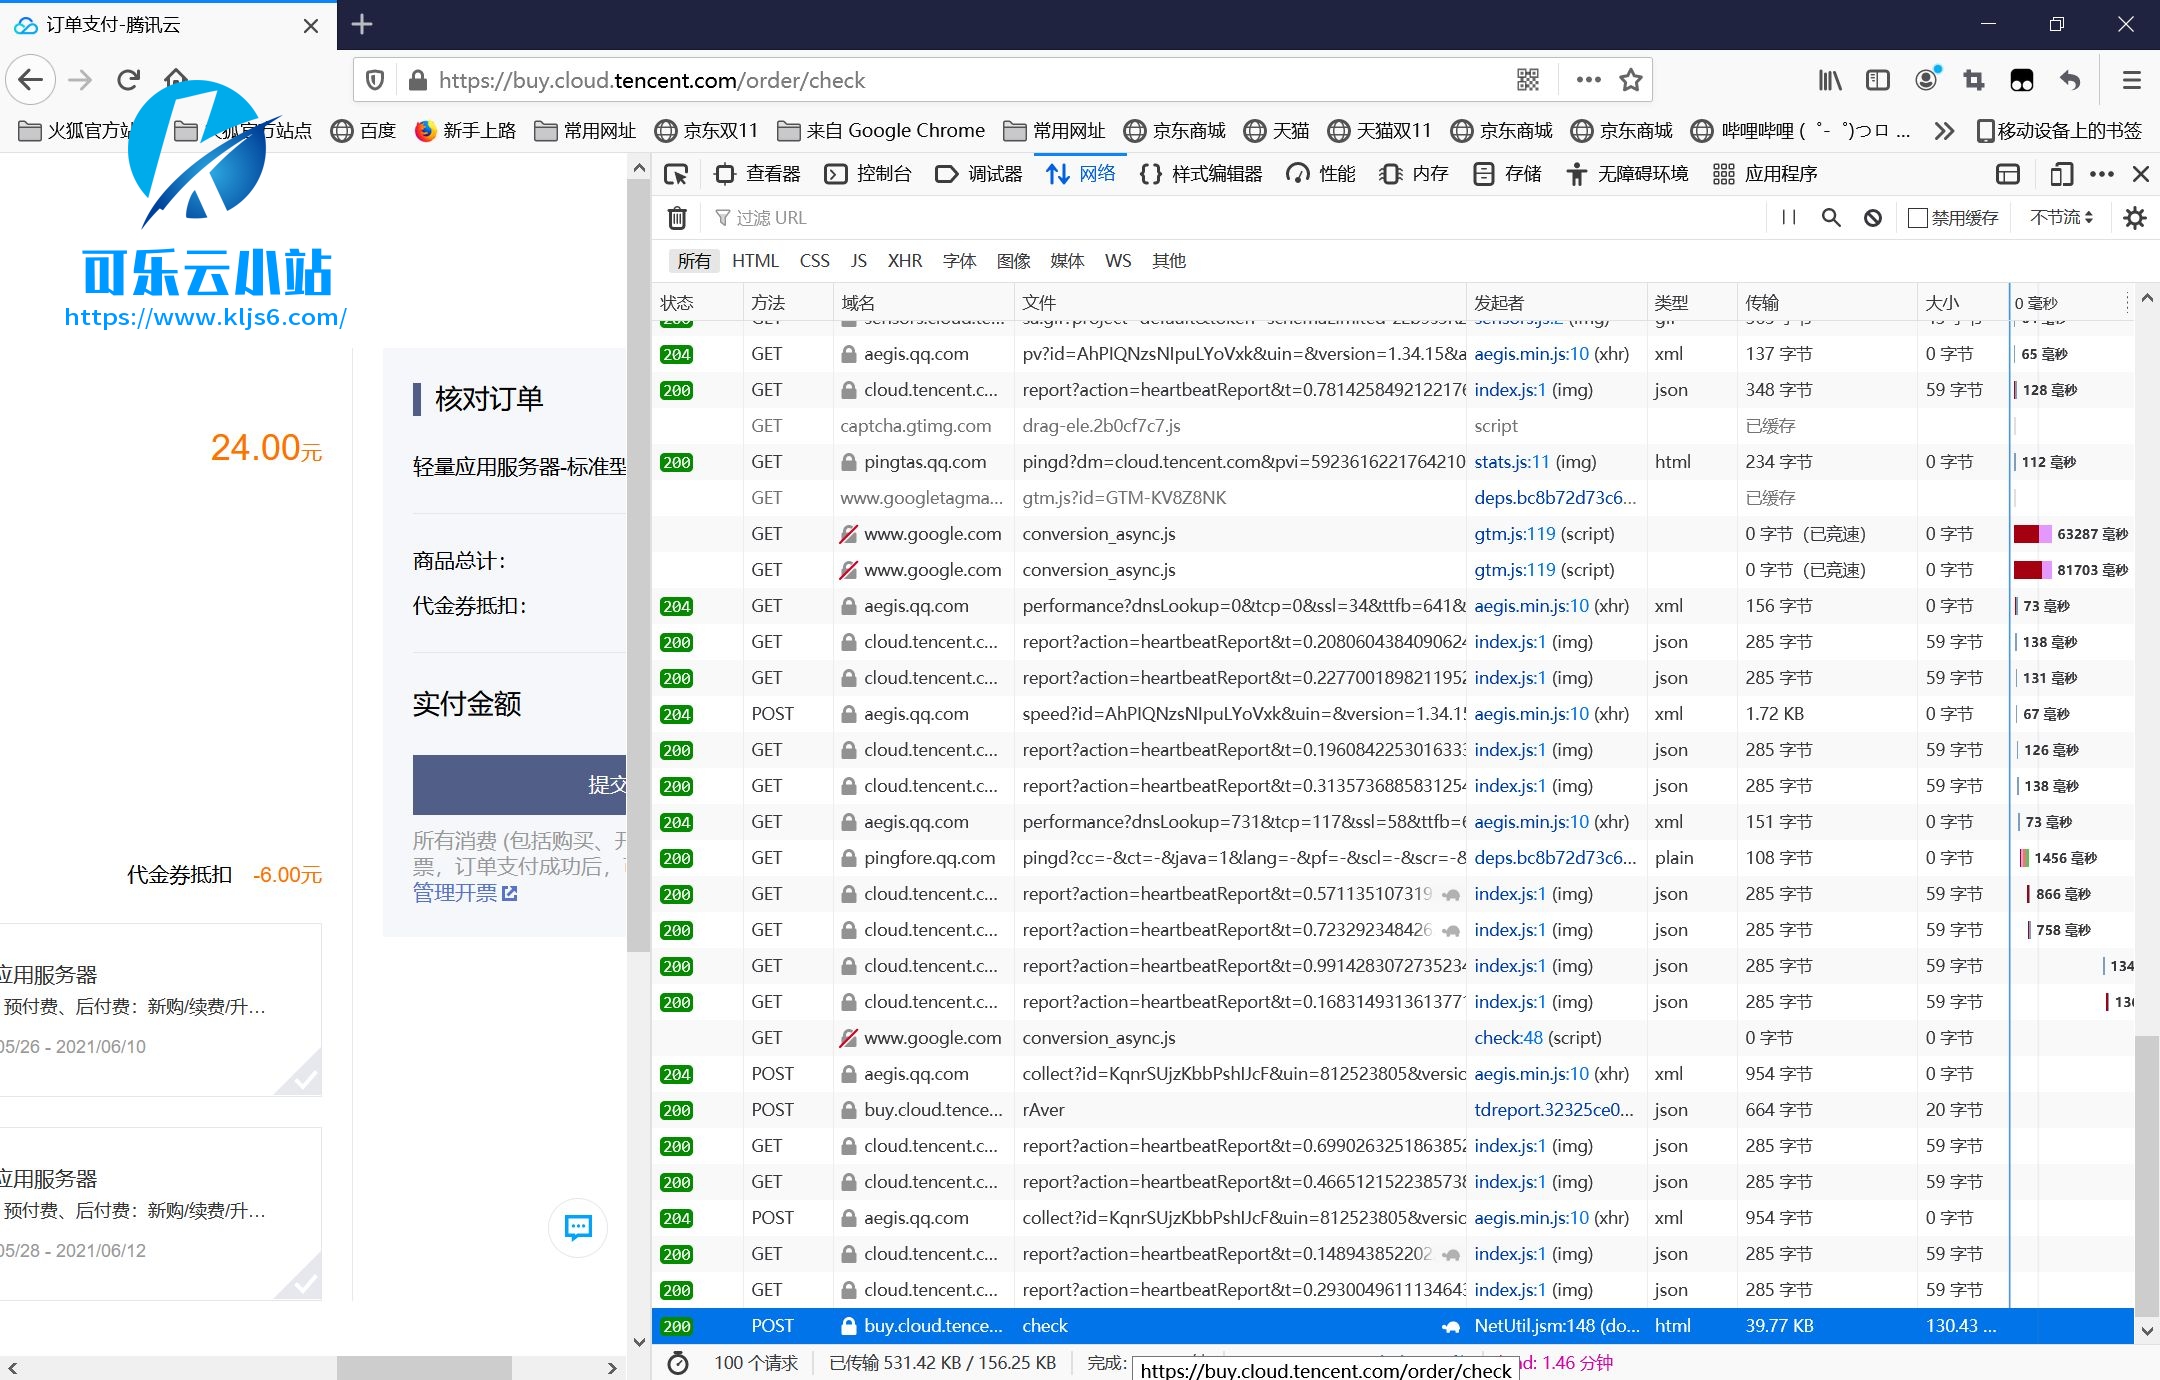 订单支付-腾讯云
https://buy.cloud.tencent.com/order/check
火狐官方站 火狐官方站点 百度 新手上路 常用网址 京东双11 来自 Google Chrome 常用网址 京东商城 天猫 天猫双11 京东商城 京东商城 哔哩哔哩 ( ゜- ゜)つロ ... 移动设备上的书签
可乐云小站
https://www.kljs6.com/
24.00元
代金券抵扣 -6.00元
应用服务器
预付费、后付费：新购/续费/升...
05/26 - 2021/06/10
应用服务器
预付费、后付费：新购/续费/升...
05/28 - 2021/06/12
核对订单
轻量应用服务器-标准型
商品总计：
代金券抵扣：
实付金额
提交
所有消费 (包括购买、开
票，订单支付成功后，
管理开票
查看器 控制台 调试器 网络 样式编辑器 性能 内存 存储 无障碍环境 应用程序
过滤 URL 禁用缓存 不节流
所有 HTML CSS JS XHR 字体 图像 媒体 WS 其他
状态 方法 域名 文件 发起者 类型 传输 大小 0 毫秒
204 GET aegis.qq.com pv?id=AhPIQNzsNIpuLYoVxk&uin=&version=1.34.15&a aegis.min.js:10 (xhr) xml 137 字节 0 字节 65 毫秒
200 GET cloud.tencent.c... report?action=heartbeatReport&t=0.7814258492122176 index.js:1 (img) json 348 字节 59 字节 128 毫秒
GET captcha.gtimg.com drag-ele.2b0cf7c7.js script 已缓存
200 GET pingtas.qq.com pingd?dm=cloud.tencent.com&pvi=5923616221764210 stats.js:11 (img) html 234 字节 0 字节 112 毫秒
GET www.googletagma... gtm.js?id=GTM-KV8Z8NK deps.bc8b72d73c6... 已缓存
GET www.google.com conversion_async.js gtm.js:119 (script) 0 字节（已竞速） 0 字节 63287 毫秒
GET www.google.com conversion_async.js gtm.js:119 (script) 0 字节（已竞速） 0 字节 81703 毫秒
204 GET aegis.qq.com performance?dnsLookup=0&tcp=0&ssl=34&ttfb=641& aegis.min.js:10 (xhr) xml 156 字节 0 字节 73 毫秒
200 GET cloud.tencent.c... report?action=heartbeatReport&t=0.2080604384090624 index.js:1 (img) json 285 字节 59 字节 138 毫秒
200 GET cloud.tencent.c... report?action=heartbeatReport&t=0.2277001898211952 index.js:1 (img) json 285 字节 59 字节 131 毫秒
204 POST aegis.qq.com speed?id=AhPIQNzsNIpuLYoVxk&uin=&version=1.34.15 aegis.min.js:10 (xhr) xml 1.72 KB 0 字节 67 毫秒
200 GET cloud.tencent.c... report?action=heartbeatReport&t=0.1960842253016333 index.js:1 (img) json 285 字节 59 字节 126 毫秒
200 GET cloud.tencent.c... report?action=heartbeatReport&t=0.3135736885831254 index.js:1 (img) json 285 字节 59 字节 138 毫秒
204 GET aegis.qq.com performance?dnsLookup=731&tcp=117&ssl=58&ttfb=6 aegis.min.js:10 (xhr) xml 151 字节 0 字节 73 毫秒
200 GET pingfore.qq.com pingd?cc=-&ct=-&java=1&lang=-&pf=-&scl=-&scr=-& deps.bc8b72d73c6... plain 108 字节 0 字节 1456 毫秒
200 GET cloud.tencent.c... report?action=heartbeatReport&t=0.571135107319 index.js:1 (img) json 285 字节 59 字节 866 毫秒
200 GET cloud.tencent.c... report?action=heartbeatReport&t=0.723292348426 index.js:1 (img) json 285 字节 59 字节 758 毫秒
200 GET cloud.tencent.c... report?action=heartbeatReport&t=0.9914283072735234 index.js:1 (img) json 285 字节 59 字节 134
200 GET cloud.tencent.c... report?action=heartbeatReport&t=0.1683149313613771 index.js:1 (img) json 285 字节 59 字节 136
GET www.google.com conversion_async.js check:48 (script) 0 字节 0 字节
204 POST aegis.qq.com collect?id=KqnrSUjzKbbPshIJcF&uin=812523805&versio aegis.min.js:10 (xhr) xml 954 字节 0 字节
200 POST buy.cloud.tence... rAver tdreport.32325ce0... json 664 字节 20 字节
200 GET cloud.tencent.c... report?action=heartbeatReport&t=0.6990263251863852 index.js:1 (img) json 285 字节 59 字节
200 GET cloud.tencent.c... report?action=heartbeatReport&t=0.4665121522385738 index.js:1 (img) json 285 字节 59 字节
204 POST aegis.qq.com collect?id=KqnrSUjzKbbPshIJcF&uin=812523805&versio aegis.min.js:10 (xhr) xml 954 字节 0 字节
200 GET cloud.tencent.c... report?action=heartbeatReport&t=0.148943852202 index.js:1 (img) json 285 字节 59 字节
200 GET cloud.tencent.c... report?action=heartbeatReport&t=0.2930049611134643 index.js:1 (img) json 285 字节 59 字节
200 POST buy.cloud.tence... check NetUtil.jsm:148 (do... html 39.77 KB 130.43 ...
100 个请求 已传输 531.42 KB / 156.25 KB 完成: 1.46 分钟
https://buy.cloud.tencent.com/order/check